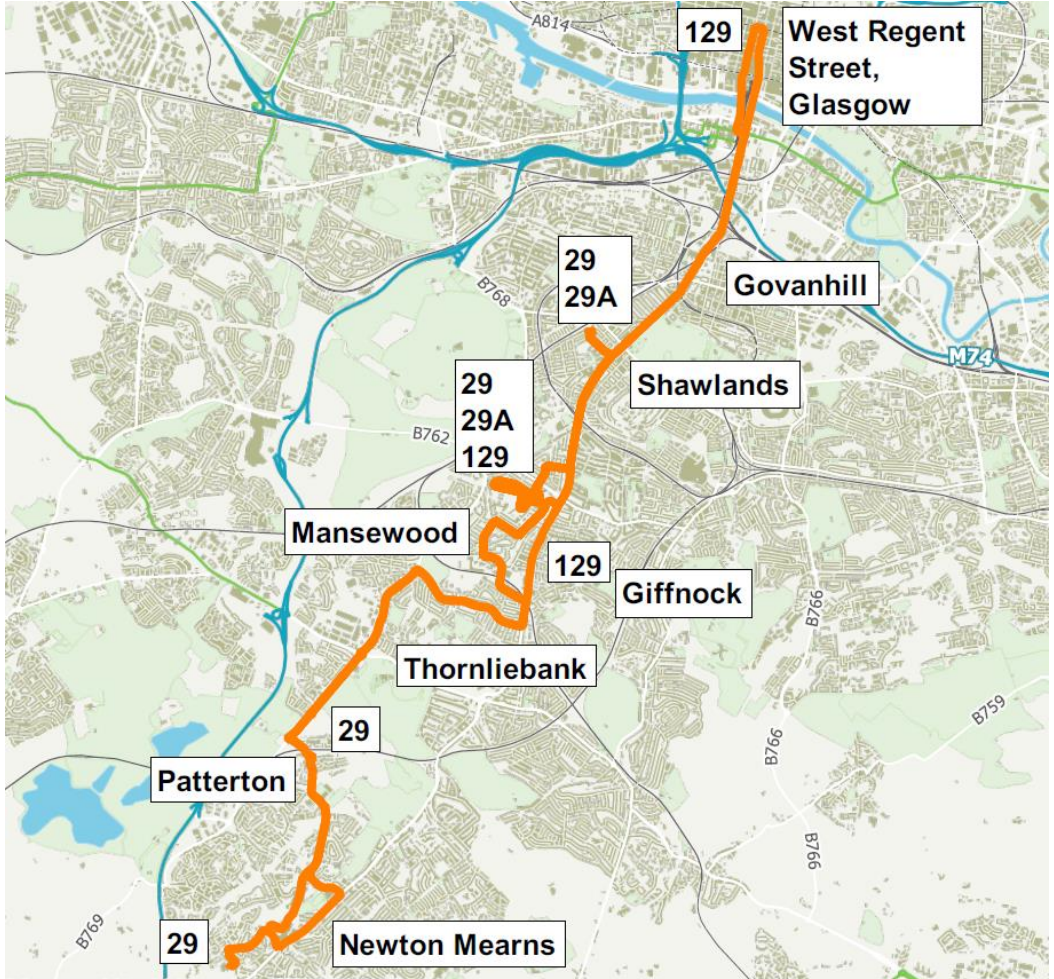 A814
129
West Regent
Street,
Glasgow
B768
29
29A
Govanhill
M74
Shawlands
29
29A
129
B762
Mansewood
129
Giffnock
B766
Thornliebank
B759
29
B766
Patterton
B766
B769
29
Newton Mearns